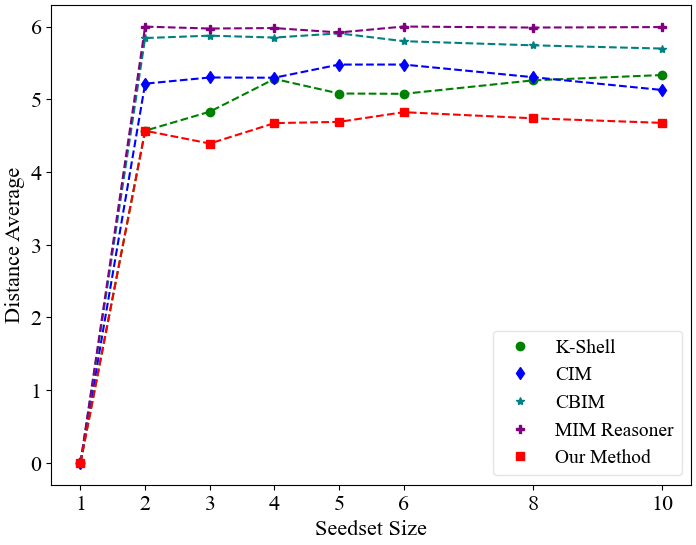 6
5
4
3
2
1
0
Distance Average
1 2 3 4 5 6 8 10
Seedset Size
K-Shell
CIM
CBIM
MIM Reasoner
Our Method